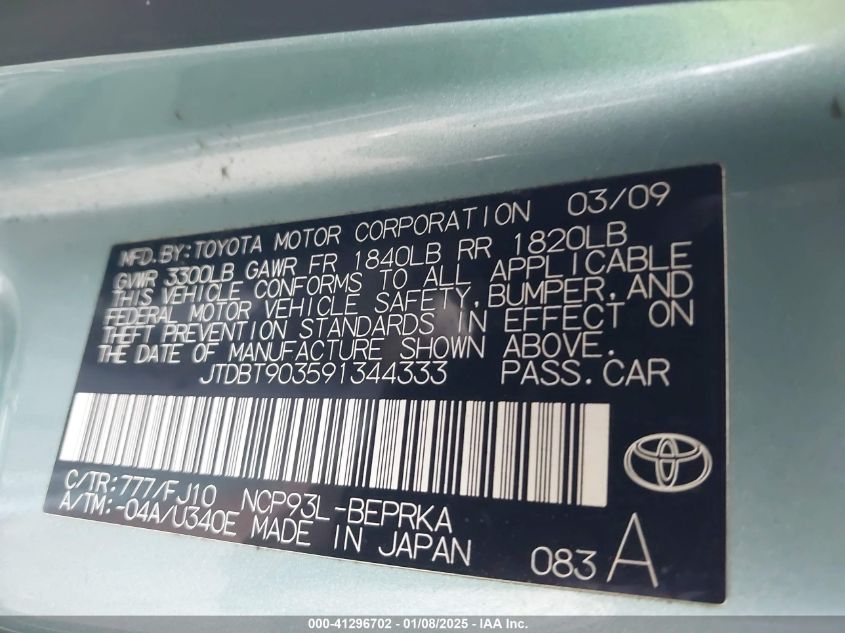 MFD.BY:TOYOTA MOTOR CORPORATION 03/09
GVWR 3300LB GAWR FR 1840LB RR 1820LB
THIS VEHICLE CONFORMS TO ALL APPLICABLE
FEDERAL MOTOR VEHICLE SAFETY,BUMPER,AND
THEFT PREVENTION STANDARDS IN EFFECT ON
THE DATE OF MANUFACTURE SHOWN ABOVE.
JTDBT903591344333 PASS.CAR
C/TR:777/FJ10 NCP93L-BEPRKA
A/TM:-04A/U340E MADE IN JAPAN
083 A
000-41296702 - 01/08/2025 - IAA Inc.